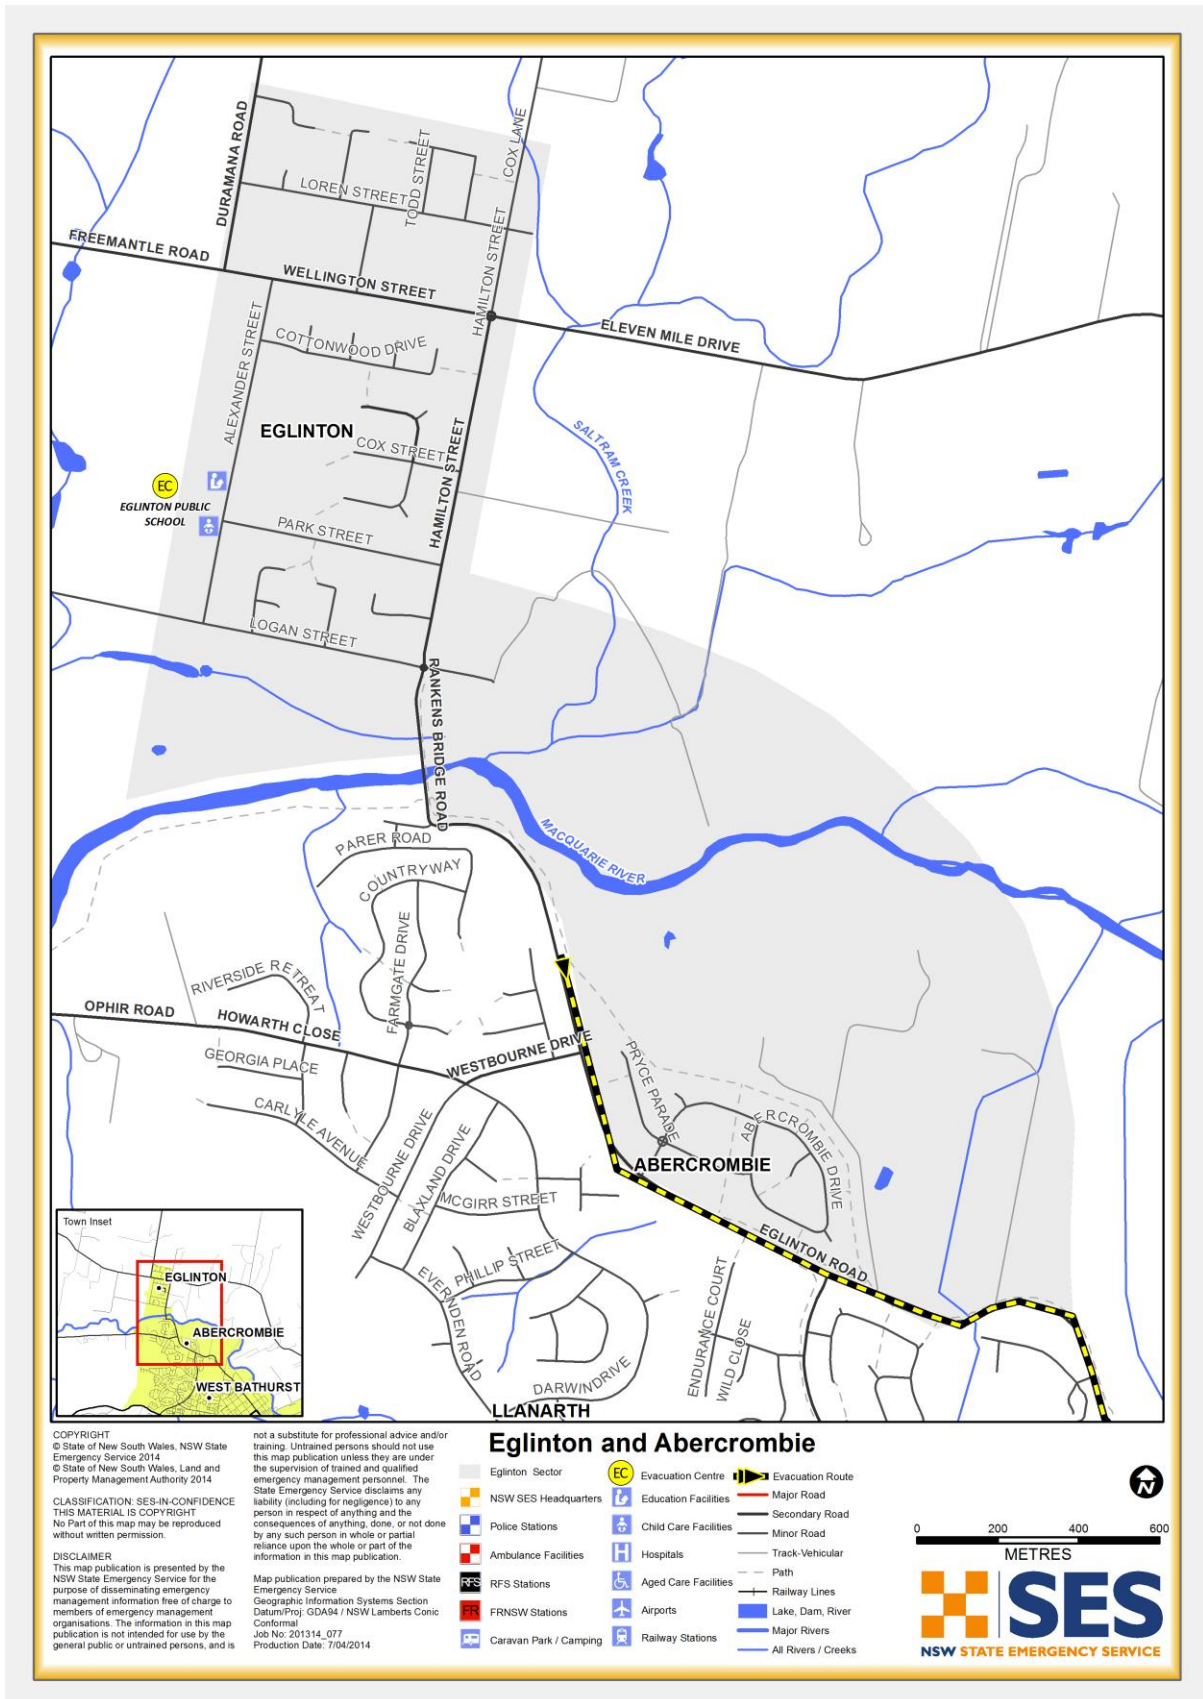 DURAMANA ROAD
COX LANE
TODD STREET
LOREN STREET
FREEMANTLE ROAD
WELLINGTON STREET
HAMILTON STREET
ELEVEN MILE DRIVE
COTTONWOOD DRIVE
ALEXANDER STREET
EGLINTON
COX STREET
HAMILTON STREET
SALTRAM CREEK
EC
EGLINTON PUBLIC
SCHOOL
PARK STREET
LOGAN STREET
RANKENS BRIDGE ROAD
MACQUARIE RIVER
PARER ROAD
COUNTRYWAY
FARMGATE DRIVE
RIVERSIDE RETREAT
OPHIR ROAD
HOWARTH CLOSE
GEORGIA PLACE
WESTBOURNE DRIVE
CARLYLE AVENUE
PRYCE PARADE
ABERCROMBIE DRIVE
ABERCROMBIE
WESTBOURNE DRIVE
BLAXLAND DRIVE
MCGIRR STREET
PHILLIP STREET
EGLINTON ROAD
EVERNDEN ROAD
ENDURANCE COURT
WILD CLOSE
DARWIN DRIVE
LLANARTH
Town Inset
EGLINTON
ABERCROMBIE
WEST BATHURST
COPYRIGHT
© State of New South Wales, NSW State
Emergency Service 2014
© State of New South Wales, Land and
Property Management Authority 2014
CLASSIFICATION: SES-IN-CONFIDENCE
THIS MATERIAL IS COPYRIGHT
No Part of this map may be reproduced
without written permission.
DISCLAIMER
This map publication is presented by the
NSW State Emergency Service for the
purpose of disseminating emergency
management information free of charge to
members of emergency management
organisations. The information in this map
publication is not intended for use by the
general public or untrained persons, and is
not a substitute for professional advice and/or
training. Untrained persons should not use
this map publication unless they are under
the supervision of trained and qualified
emergency management personnel. The
State Emergency Service disclaims any
liability (including for negligence) to any
person in respect of anything and the
consequences of anything, done, or not done
by any such person in whole or partial
reliance upon the whole or part of the
information in this map publication.
Map publication prepared by the NSW State
Emergency Service
Geographic Information Systems Section
Datum/Proj: GDA94 / NSW Lamberts Conic
Conformal
Job No: 201314_077
Production Date: 7/04/2014
Eglinton and Abercrombie
Eglinton Sector
NSW SES Headquarters
Police Stations
Ambulance Facilities
RFS RFS Stations
FR FRNSW Stations
Caravan Park / Camping
EC Evacuation Centre
Education Facilities
Child Care Facilities
H Hospitals
Aged Care Facilities
Airports
Railway Stations
Evacuation Route
Major Road
Secondary Road
Minor Road
Track-Vehicular
Path
Railway Lines
Lake, Dam, River
Major Rivers
All Rivers / Creeks
N
0 200 400 600
METRES
SES
NSW STATE EMERGENCY SERVICE